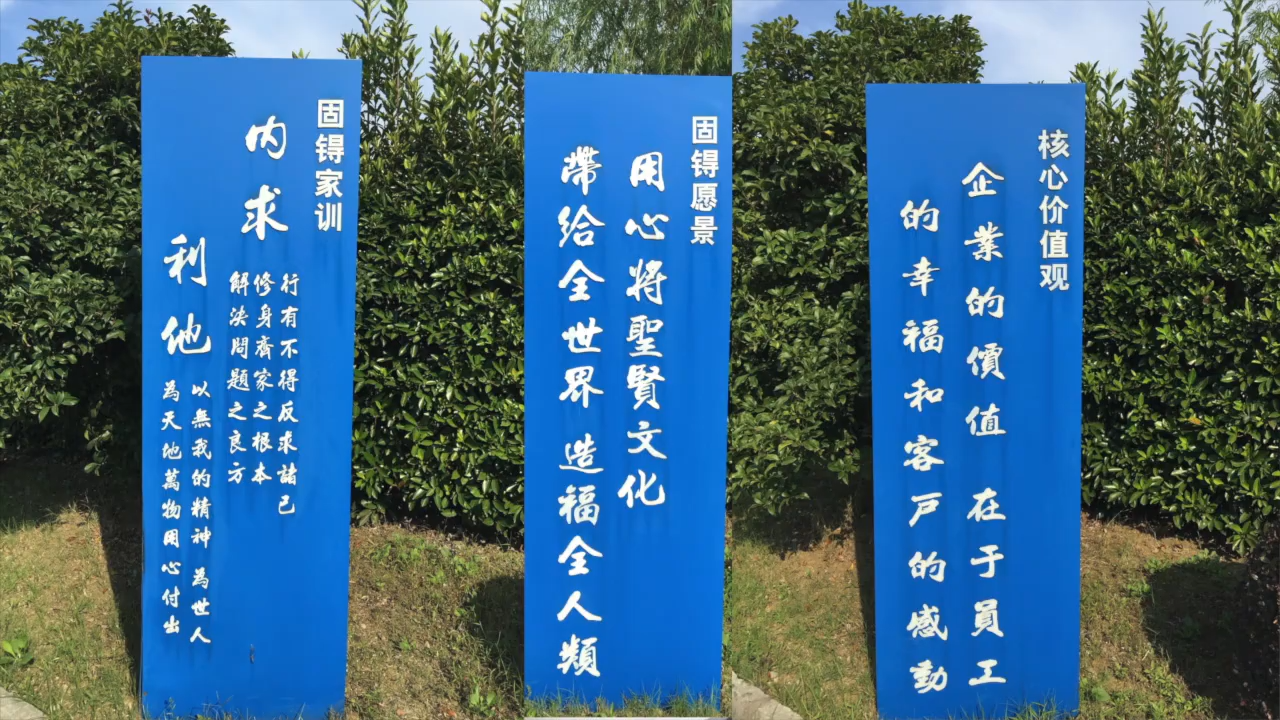 固锝家训
内求
行有不得反求諸己
修身齊家之根本
解決問題之良方
利他
以無我的精神 為世人
為天地萬物用心付出
固锝愿景
用心將聖賢文化
帶给全世界 造福全人類
核心价值观
企業的價值 在于員工
的幸福和客戸的感動